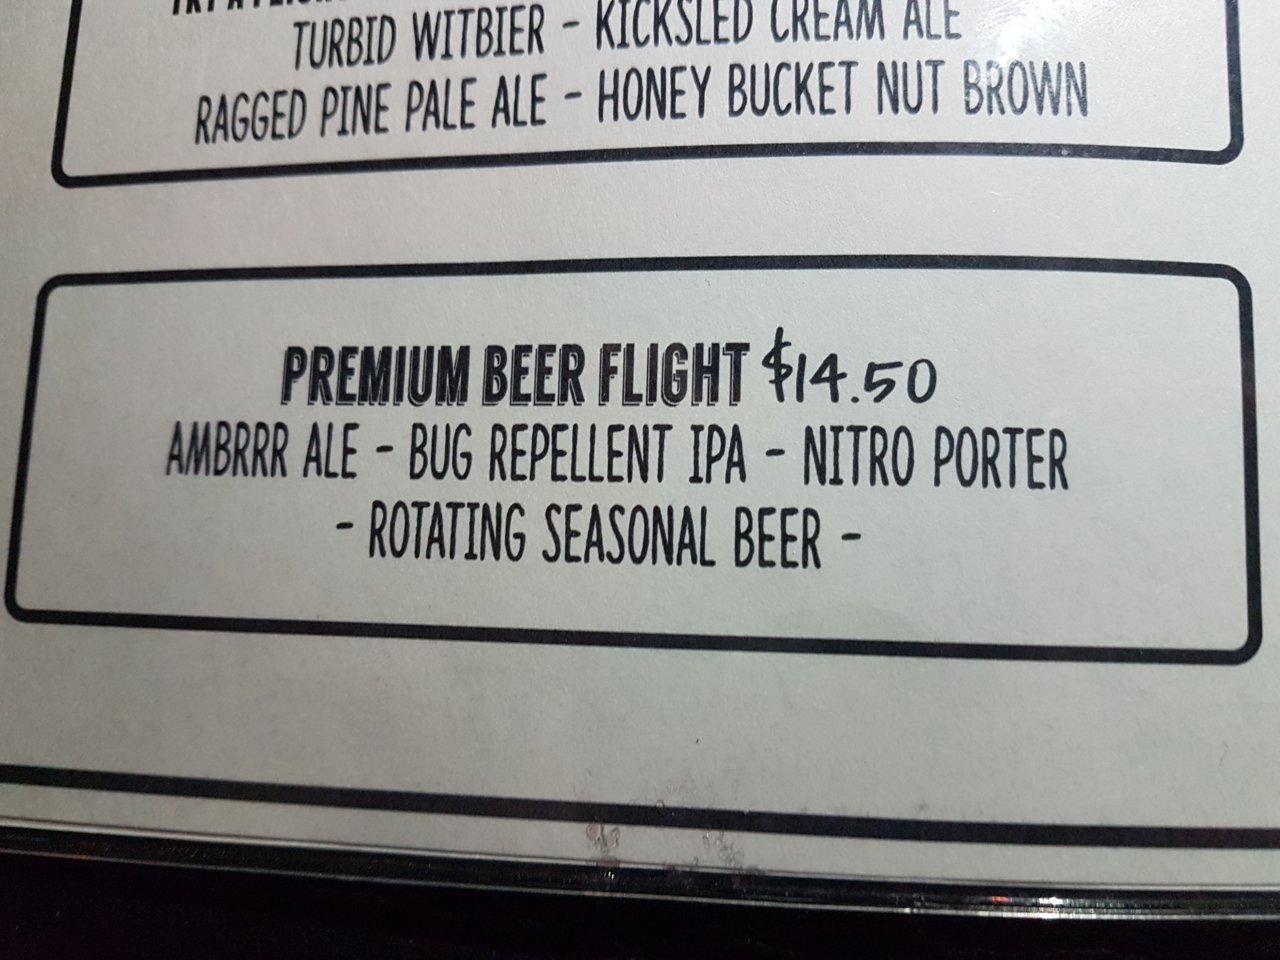 TURBID WITBIER - KICKSLED CREAM ALE
RAGGED PINE PALE ALE - HONEY BUCKET NUT BROWN
PREMIUM BEER FLIGHT $14.50
AMBRRR ALE - BUG REPELLENT IPA - NITRO PORTER
- ROTATING SEASONAL BEER -